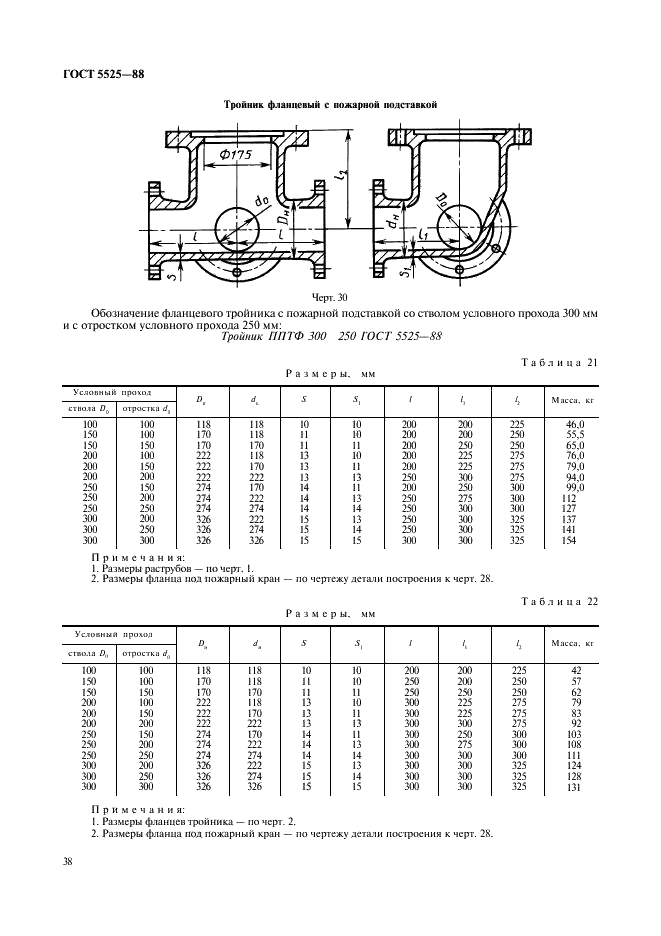 ГОСТ 5525—88
Тройник фланцевый с пожарной подставкой
Ф175
l₂
d₀
Dн
l
l
S
dн
D₀
l₁
S₁
Черт. 30
Обозначение фланцевого тройника с пожарной подставкой со стволом условного прохода 300 мм
и с отростком условного прохода 250 мм:
Тройник ППТФ 300 250 ГОСТ 5525—88
Таблица 21
Размеры, мм
Условный проход
ствола D₀ отростка d₀ Dн dн S S₁ l l₁ l₂ Масса, кг
100 100 118 118 10 10 200 200 225 46,0
150 100 170 118 11 10 200 200 250 55,5
150 150 170 170 11 11 200 200 250 65,0
200 100 222 118 13 10 200 225 275 76,0
200 150 222 170 13 11 200 225 275 79,0
200 200 222 222 13 13 250 300 275 94,0
250 150 274 170 14 11 200 250 300 99,0
250 200 274 222 14 13 250 275 300 112
250 250 274 274 14 14 250 300 300 127
300 200 326 222 15 13 250 300 325 137
300 250 326 274 15 14 250 300 325 141
300 300 326 326 15 15 300 300 325 154
Примечания:
1. Размеры раструбов — по черт. 1.
2. Размеры фланца под пожарный кран — по чертежу детали построения к черт. 28.
Таблица 22
Размеры, мм
Условный проход
ствола D₀ отростка d₀ Dн dн S S₁ l l₁ l₂ Масса, кг
100 100 118 118 10 10 200 200 225 42
150 100 170 118 11 10 250 200 250 57
150 150 170 170 11 11 250 250 250 62
200 100 222 118 13 10 300 225 275 79
200 150 222 170 13 11 300 225 275 83
200 200 222 222 13 13 300 300 275 92
250 150 274 170 14 11 300 250 300 103
250 200 274 222 14 13 300 275 300 108
250 250 274 274 14 14 300 300 300 111
300 200 326 222 15 13 300 300 325 124
300 250 326 274 15 14 300 300 325 128
300 300 326 326 15 15 300 300 325 131
Примечания:
1. Размеры фланцев тройника — по черт. 2.
2. Размеры фланца под пожарный кран — по чертежу детали построения к черт. 28.
38